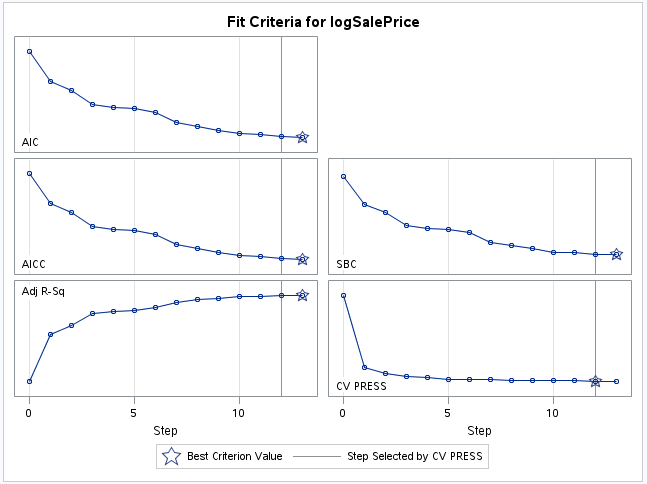 Fit Criteria for logSalePrice
AIC
AICC
SBC
Adj R-Sq
CV PRESS
0 5 10
0 5 10
Step
Step
Best Criterion Value
Step Selected by CV PRESS